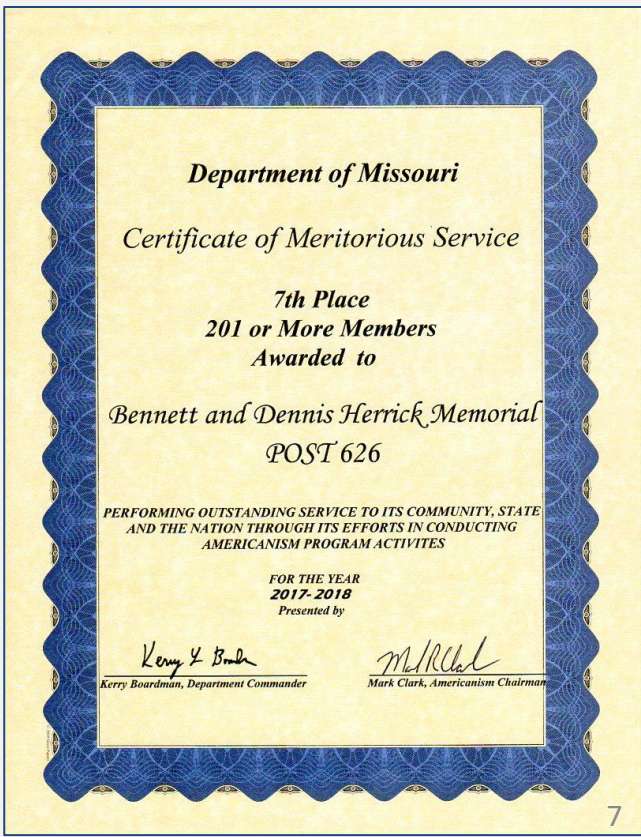 Department of Missouri
Certificate of Meritorious Service
7th Place
201 or More Members
Awarded to
Bennett and Dennis Herrick Memorial
POST 626
PERFORMING OUTSTANDING SERVICE TO ITS COMMUNITY, STATE
AND THE NATION THROUGH ITS EFFORTS IN CONDUCTING
AMERICANISM PROGRAM ACTIVITES
FOR THE YEAR
2017-2018
Presented by
Kerry Boardman, Department Commander
Mark Clark, Americanism Chairman
7